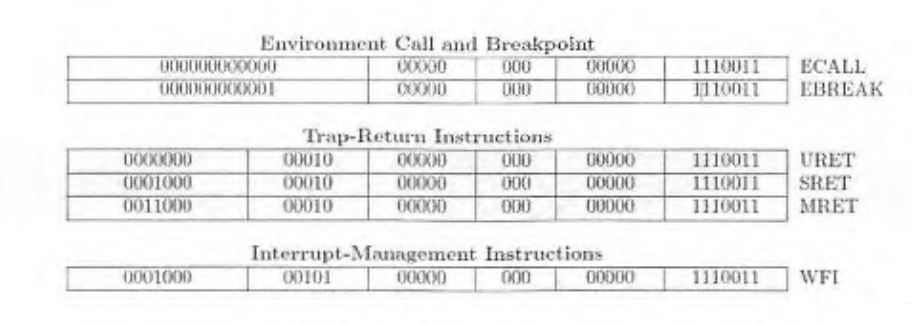 Environment Call and Breakpoint
000000000000 00000 000 00000 1110011 ECALL
000000000001 00000 000 00000 1110011 EBREAK
Trap-Return Instructions
0000000 00010 00000 000 00000 1110011 URET
0001000 00010 00000 000 00000 1110011 SRET
0011000 00010 00000 000 00000 1110011 MRET
Interrupt-Management Instructions
0001000 00101 00000 000 00000 1110011 WFI